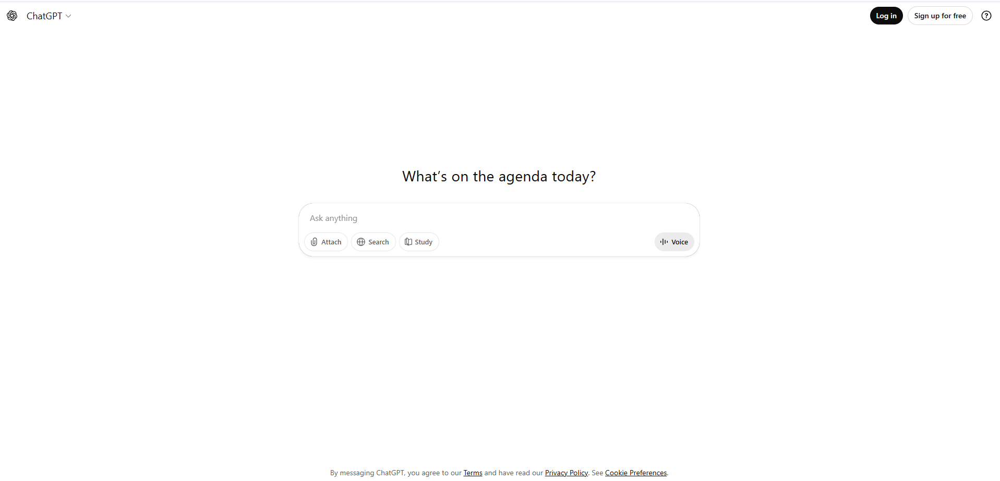 ChatGPT
Log in
Sign up for free
?
What's on the agenda today?
Ask anything
Attach
Search
Study
Voice
By messaging ChatGPT, you agree to our Terms and have read our Privacy Policy. See Cookie Preferences.